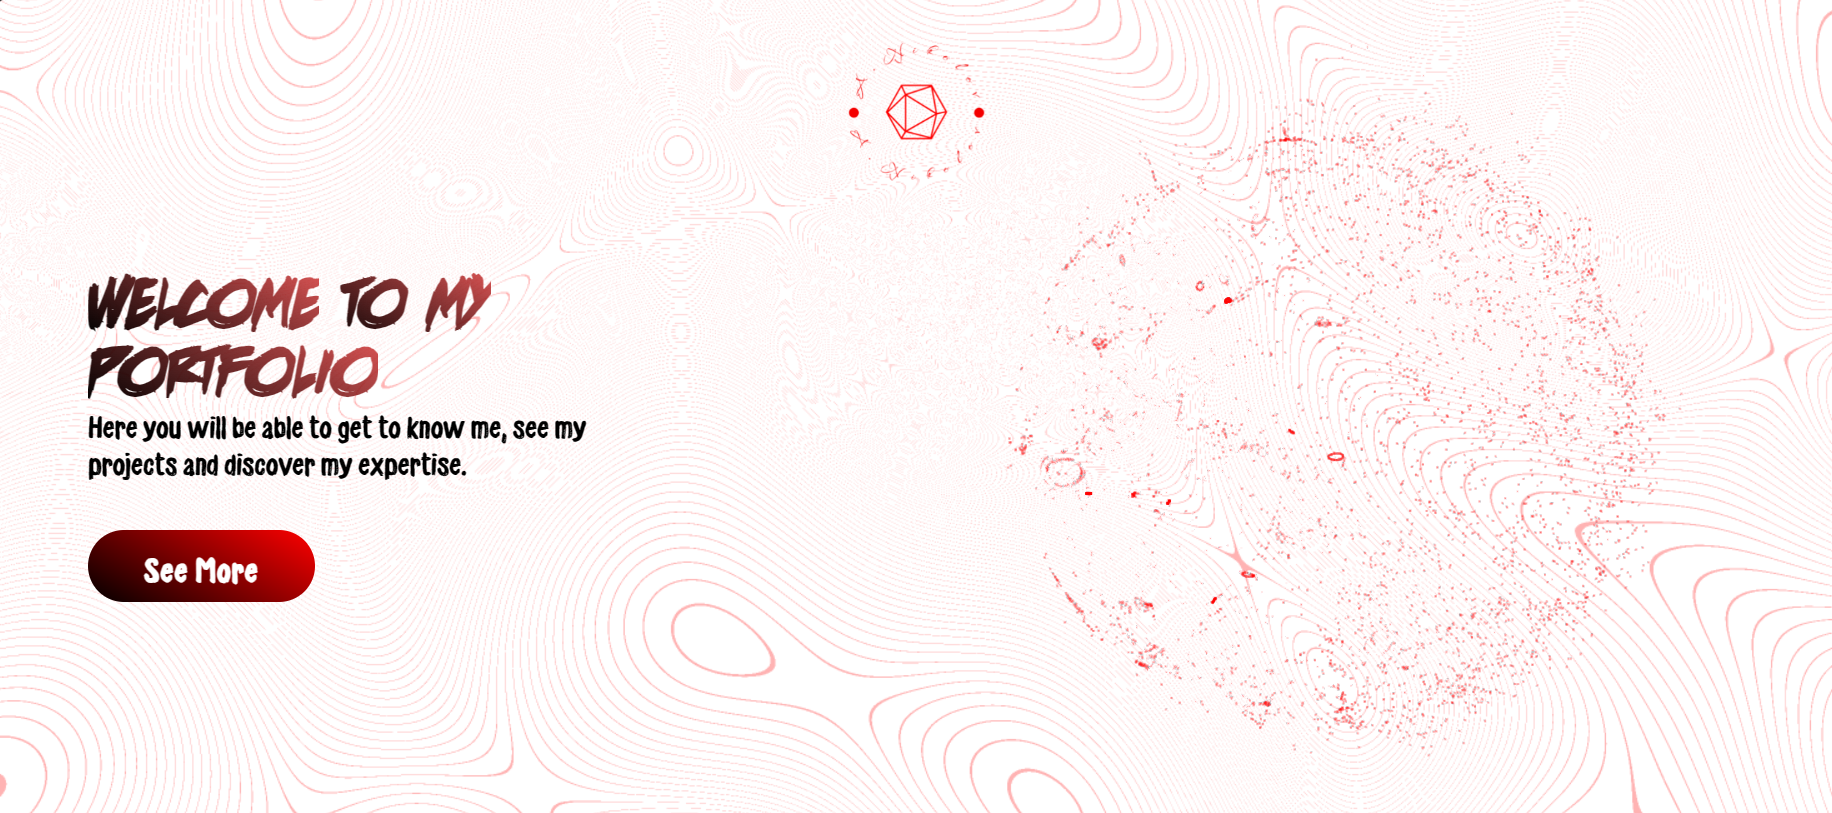 WELCOME TO MY
PORTFOLIO
Here you will be able to get to know me, see my
projects and discover my expertise.
See More